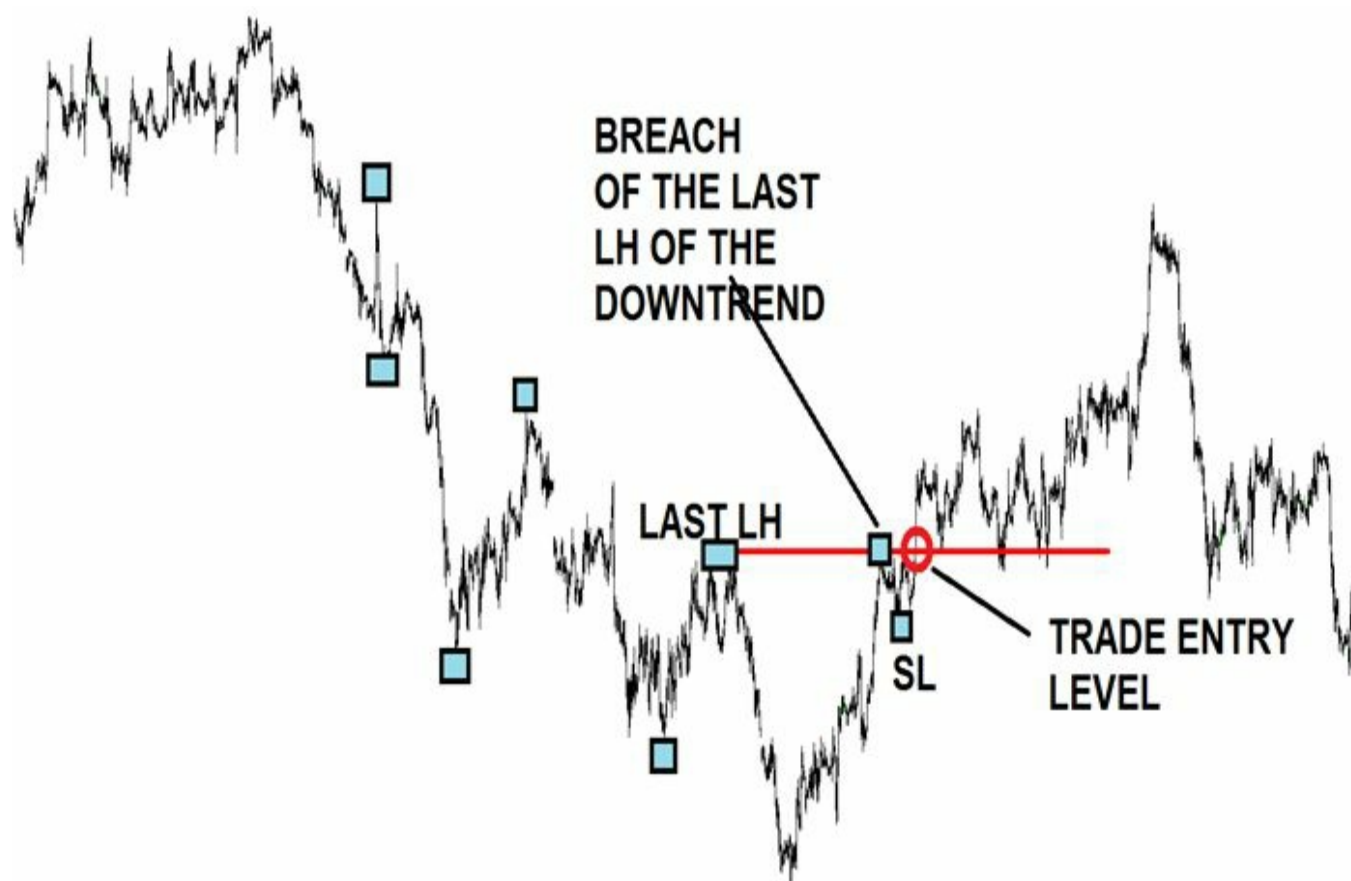 BREACH
OF THE LAST
LH OF THE
DOWNTREND
LAST LH
SL
TRADE ENTRY
LEVEL